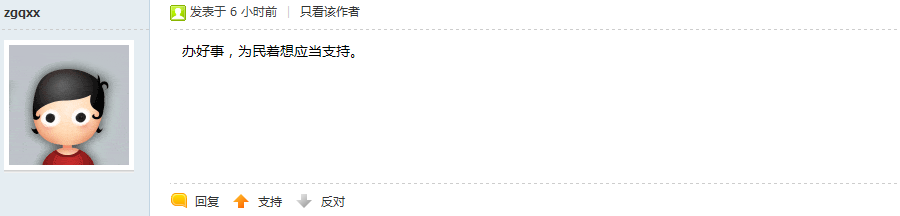 zgqxx
发表于 6 小时前 | 只看该作者
办好事，为民着想应当支持。
回复 支持 反对